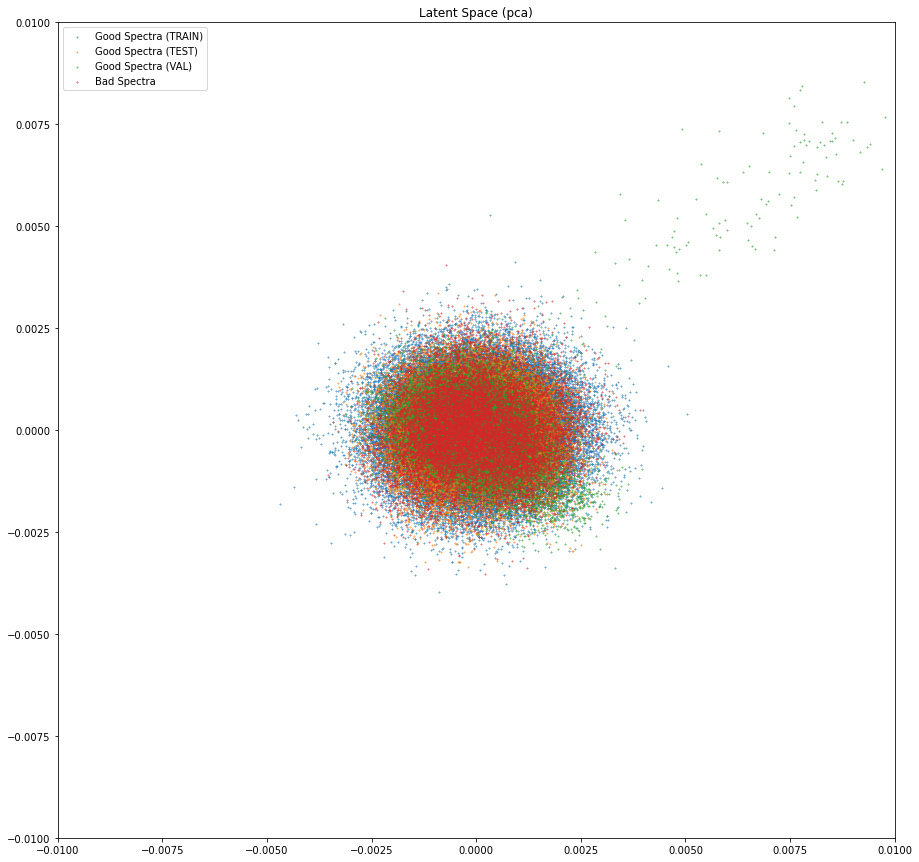 Latent Space (pca)
0.0100
Good Spectra (TRAIN)
Good Spectra (TEST)
Good Spectra (VAL)
Bad Spectra
0.0075
0.0050
0.0025
0.0000
−0.0025
−0.0050
−0.0075
−0.0100
−0.0100 −0.0075 −0.0050 −0.0025 0.0000 0.0025 0.0050 0.0075 0.0100